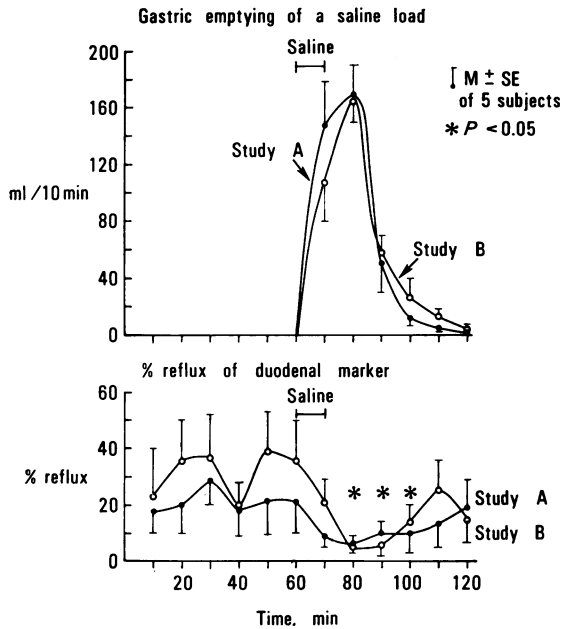 Gastric emptying of a saline load
Saline
200
160
120
80
40
0
ml /10 min
M ± SE
of 5 subjects
* P < 0.05
Study A
Study B
% reflux of duodenal marker
Saline
60
40
20
0
% reflux
* * *
Study A
Study B
20 40 60 80 100 120
Time, min